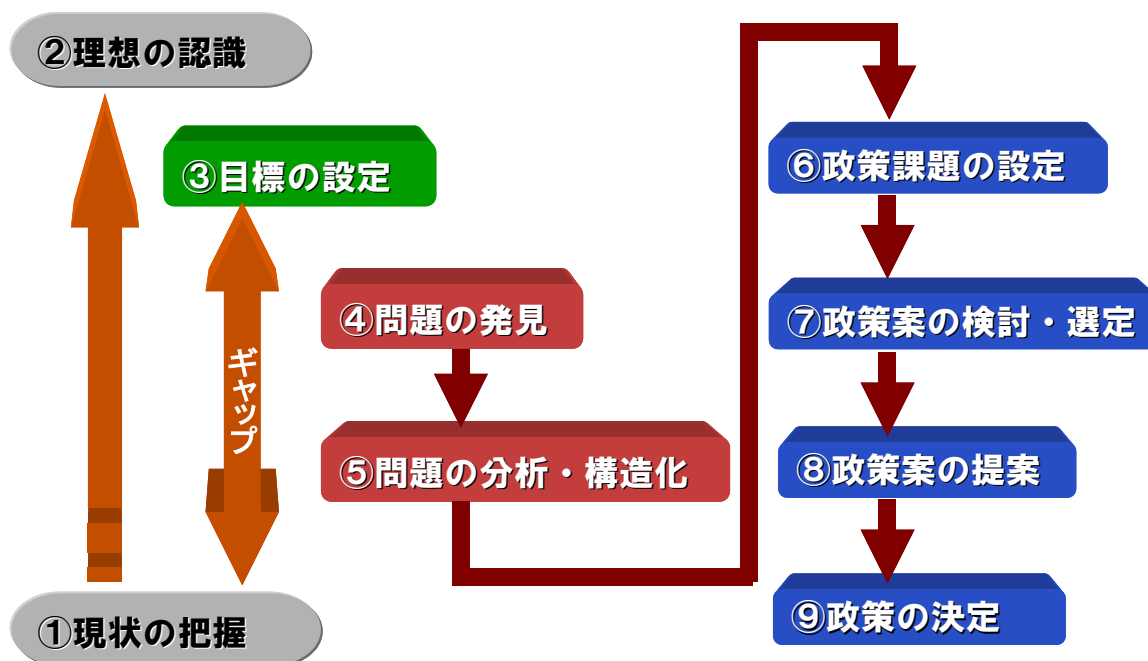 ②理想の認識
③目標の設定
④問題の発見
ギャップ
⑤問題の分析・構造化
①現状の把握
⑥政策課題の設定
⑦政策案の検討・選定
⑧政策案の提案
⑨政策の決定